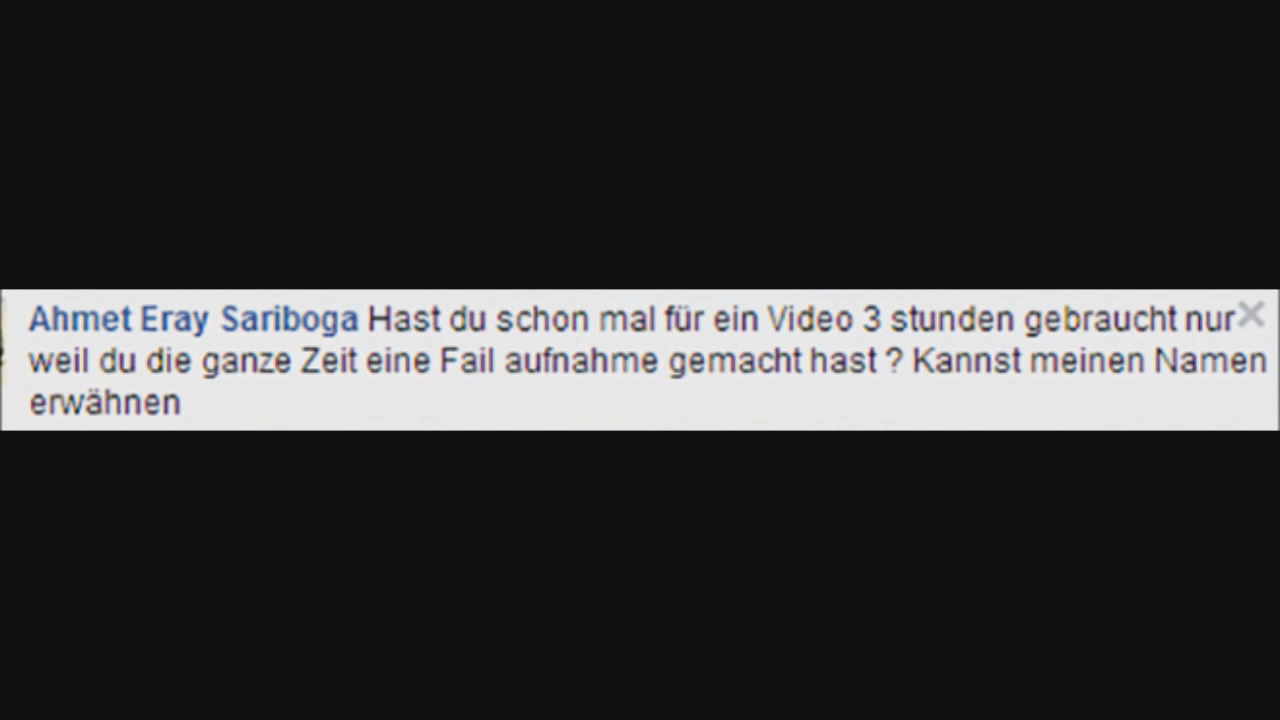 Ahmet Eray Sariboga Hast du schon mal für ein Video 3 stunden gebraucht nur
weil du die ganze Zeit eine Fail aufnahme gemacht hast ? Kannst meinen Namen
erwähnen